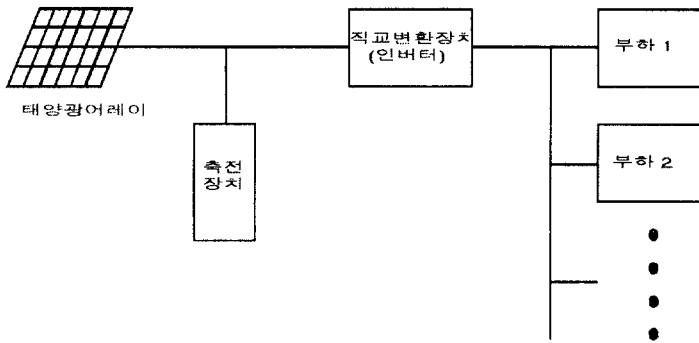 직교변환장치
(인버터)
부하 1
태양광어레이
축전
장치
부하 2